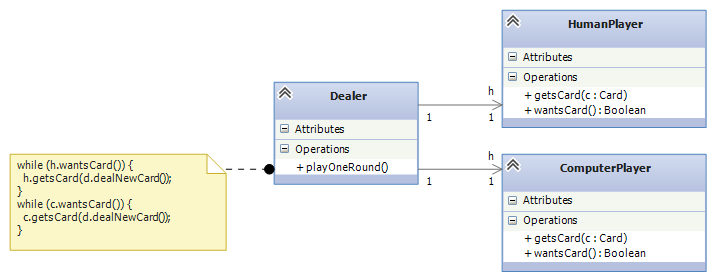 HumanPlayer
Attributes
Operations
+ getsCard(c : Card)
+ wantsCard() : Boolean
Dealer
Attributes
Operations
+ playOneRound()
h
1
1
h
1
1
while (h.wantsCard()) {
h.getsCard(d.dealNewCard());
}
while (c.wantsCard()) {
c.getsCard(d.dealNewCard());
}
ComputerPlayer
Attributes
Operations
+ getsCard(c : Card)
+ wantsCard() : Boolean